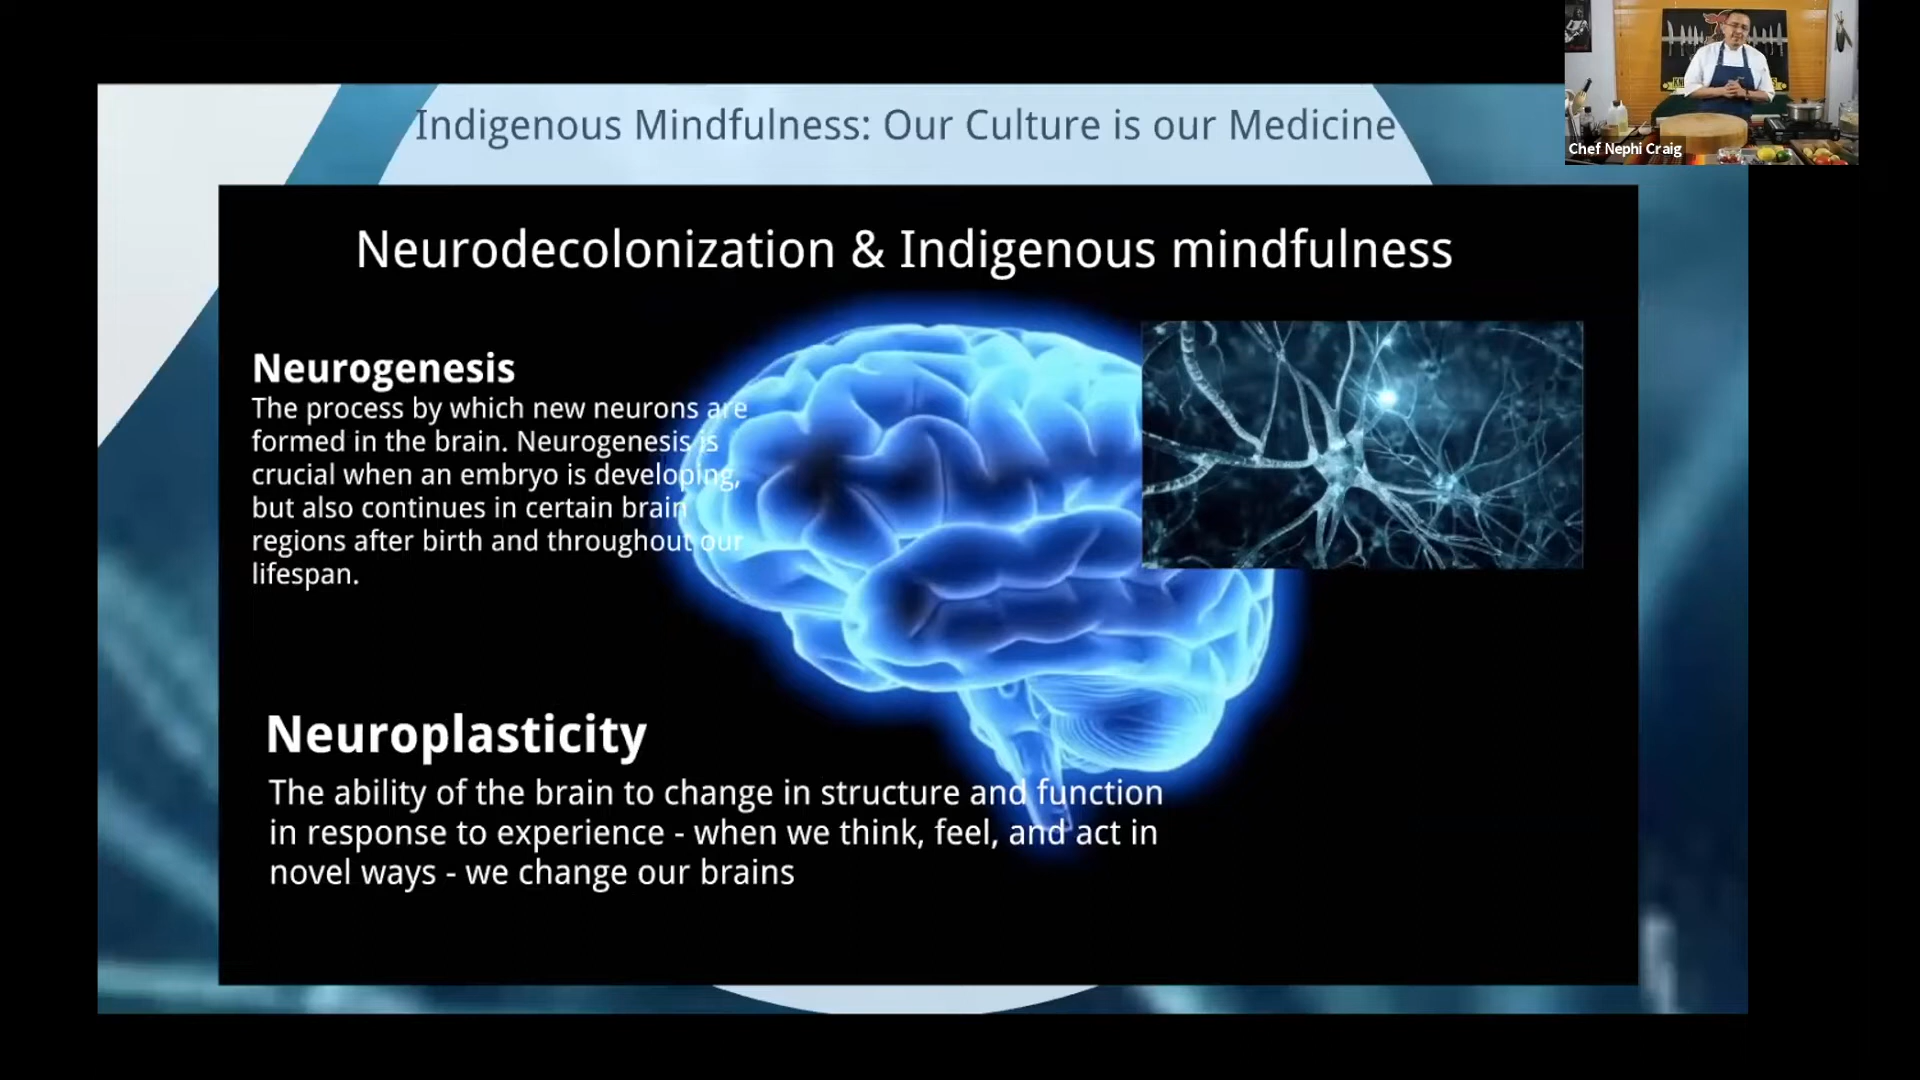 Indigenous Mindfulness: Our Culture is our Medicine
Chef Nephi Craig
Neurodecolonization & Indigenous mindfulness
Neurogenesis
The process by which new neurons are
formed in the brain. Neurogenesis is
crucial when an embryo is developing,
but also continues in certain brain
regions after birth and throughout our
lifespan.
Neuroplasticity
The ability of the brain to change in structure and function
in response to experience - when we think, feel, and act in
novel ways - we change our brains